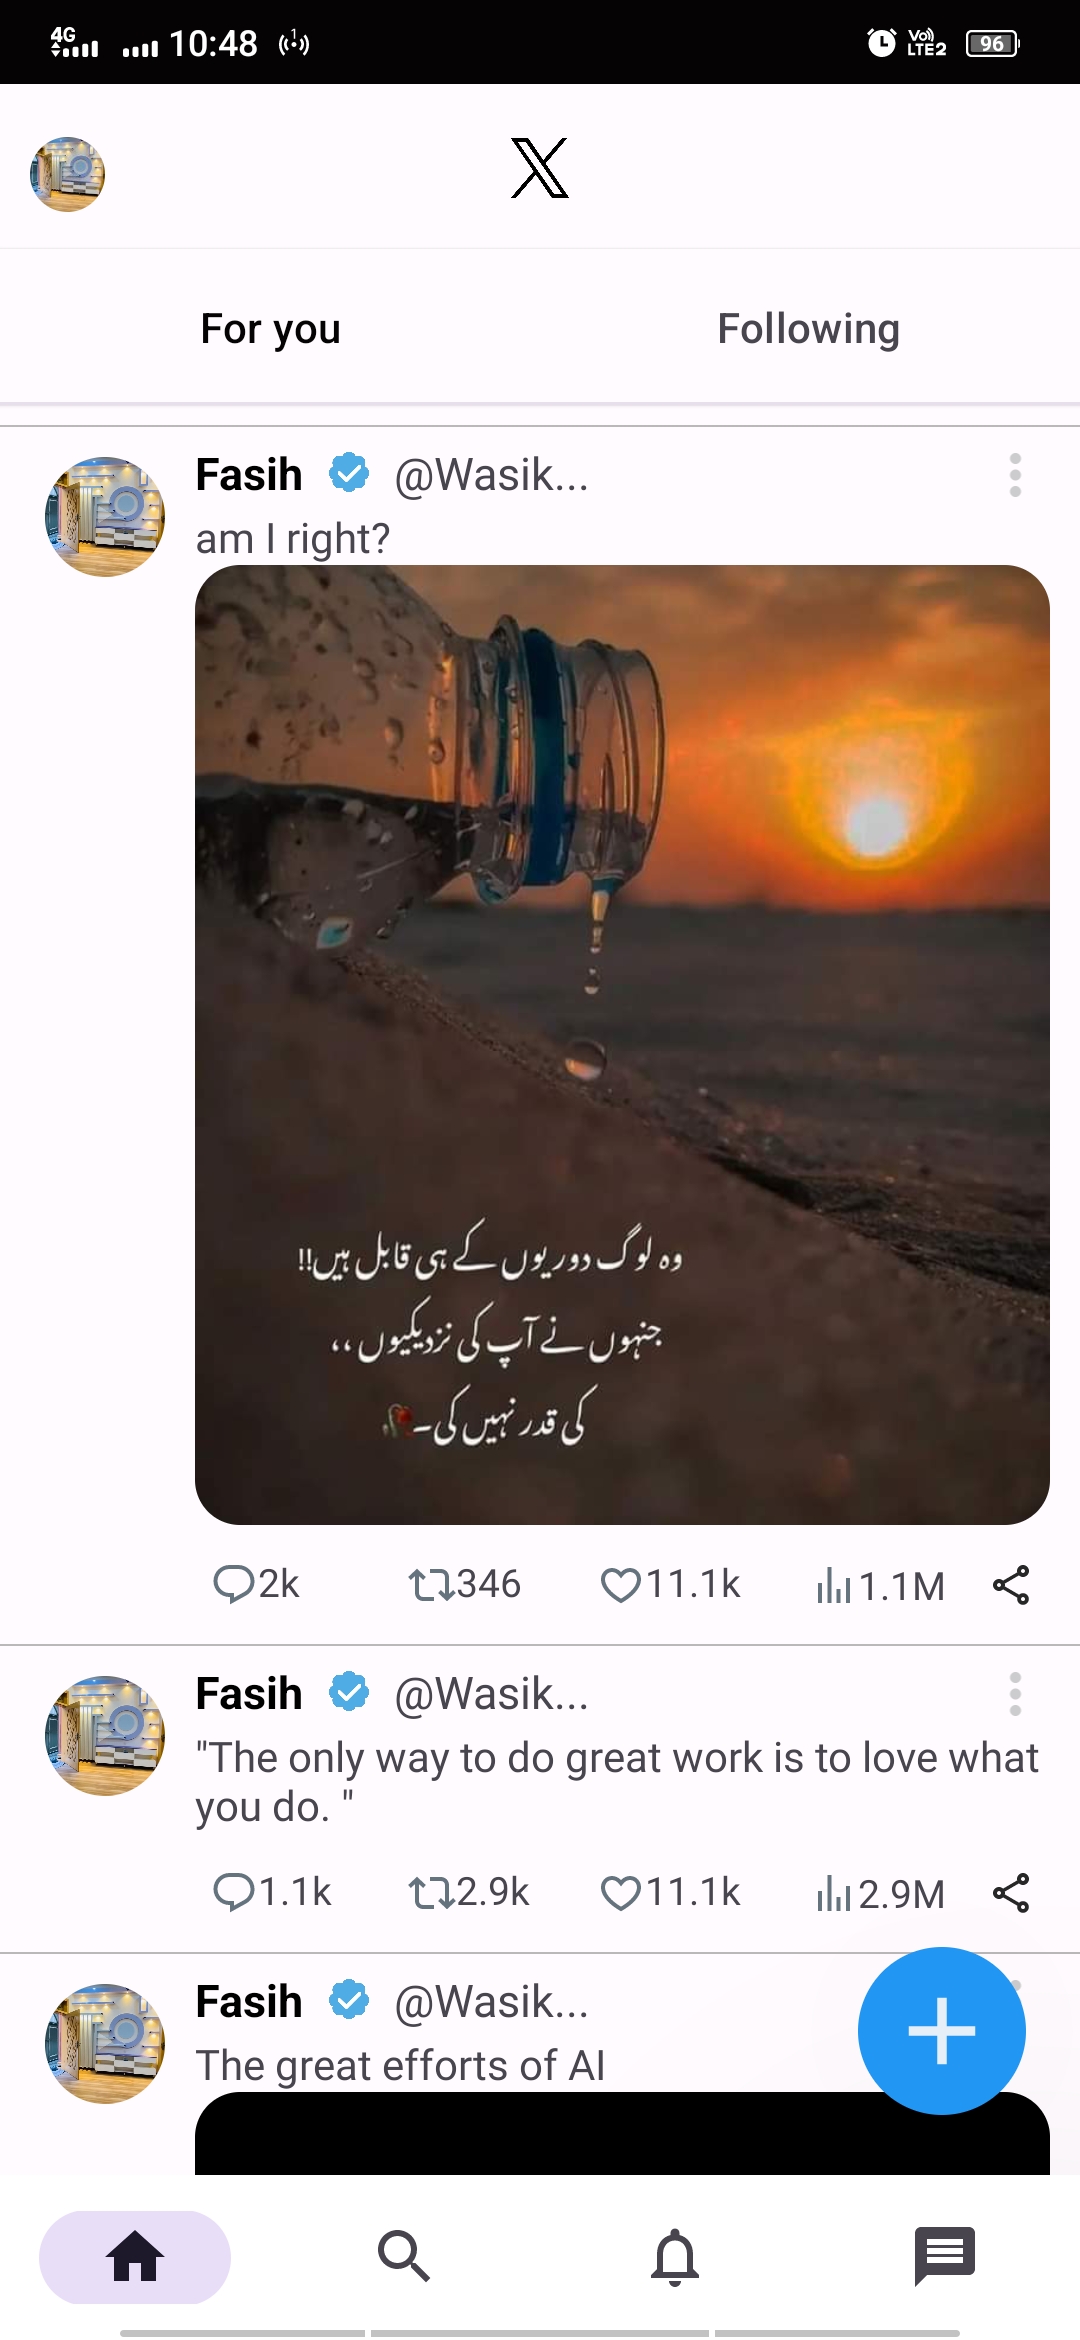 4G 10:48 1 Vo) LTE2 96
X
For you Following
Fasih @Wasik...
am I right?
وہ لوگ دوریوں کے ہی قابل ہیں!!
جنہوں نے آپ کی نزدیکیوں ،،
کی قدر نہیں کی۔
2k 346 11.1k 1.1M
Fasih @Wasik...
"The only way to do great work is to love what
you do. "
1.1k 2.9k 11.1k 2.9M
Fasih @Wasik...
The great efforts of AI